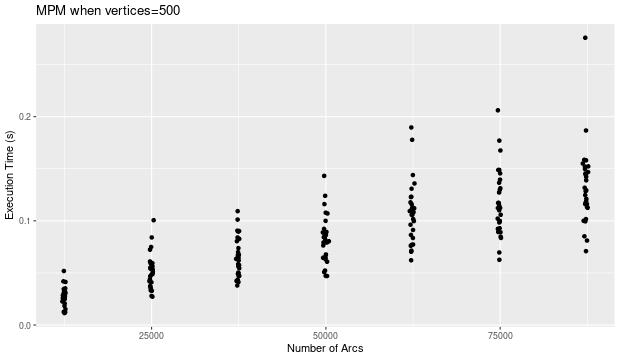 MPM when vertices=500
Execution Time (s)
0.2
0.1
0.0
25000
50000
75000
Number of Arcs